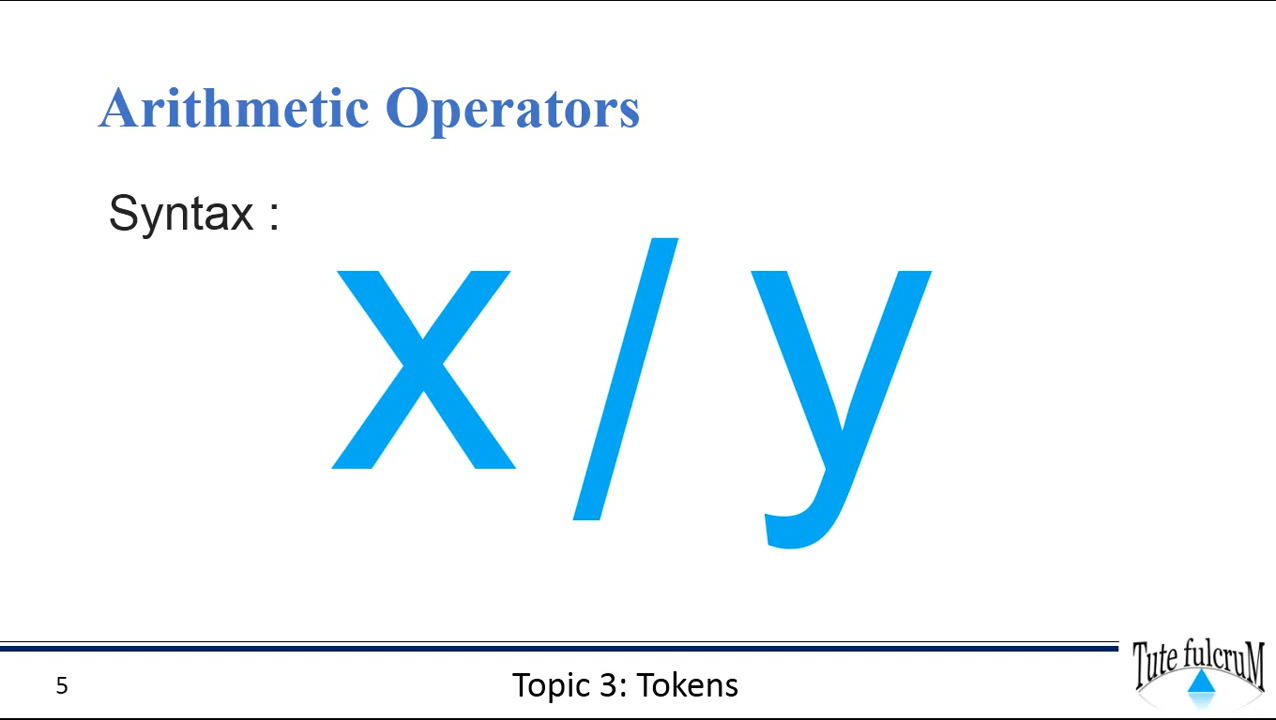 Arithmetic Operators
Syntax :
x / y
5
Topic 3: Tokens
Tute fulcruM